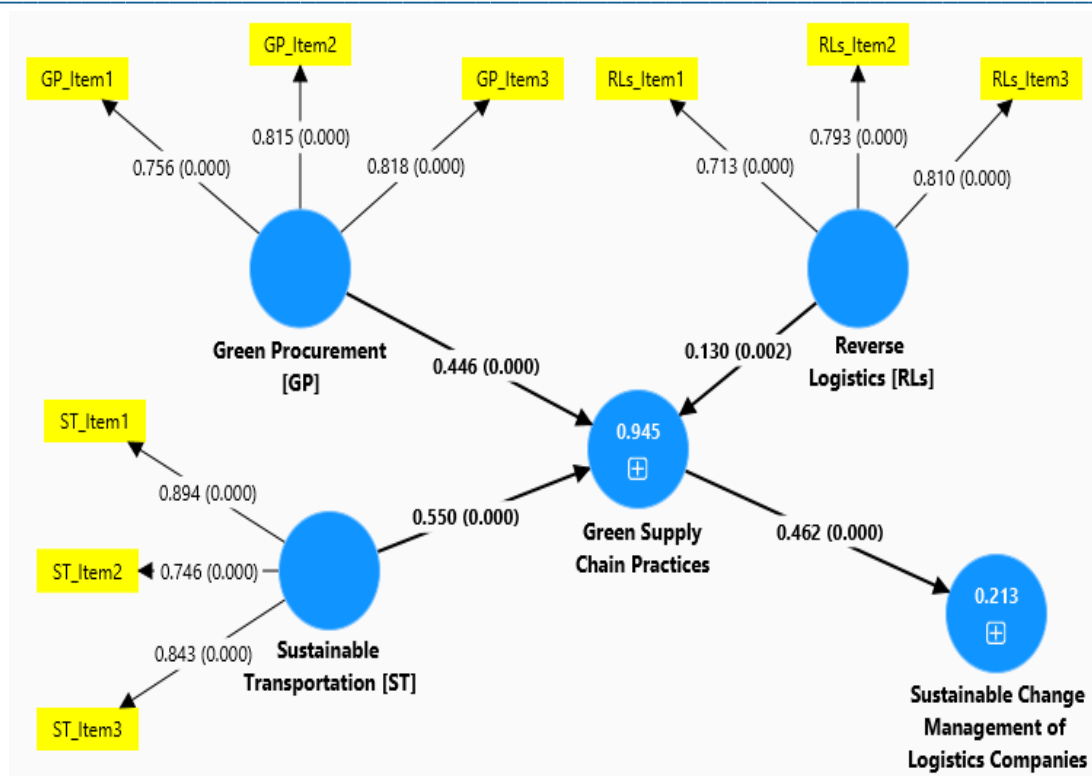 GP_Item1
GP_Item2
GP_Item3
RLs_Item1
RLs_Item2
RLs_Item3
0.756 (0.000)
0.815 (0.000)
0.818 (0.000)
0.713 (0.000)
0.793 (0.000)
0.810 (0.000)
Green Procurement
[GP]
Reverse
Logistics [RLs]
0.446 (0.000)
0.130 (0.002)
ST_Item1
0.894 (0.000)
ST_Item2
0.746 (0.000)
0.843 (0.000)
ST_Item3
Sustainable
Transportation [ST]
0.550 (0.000)
0.945
Green Supply
Chain Practices
0.462 (0.000)
0.213
Sustainable Change
Management of
Logistics Companies